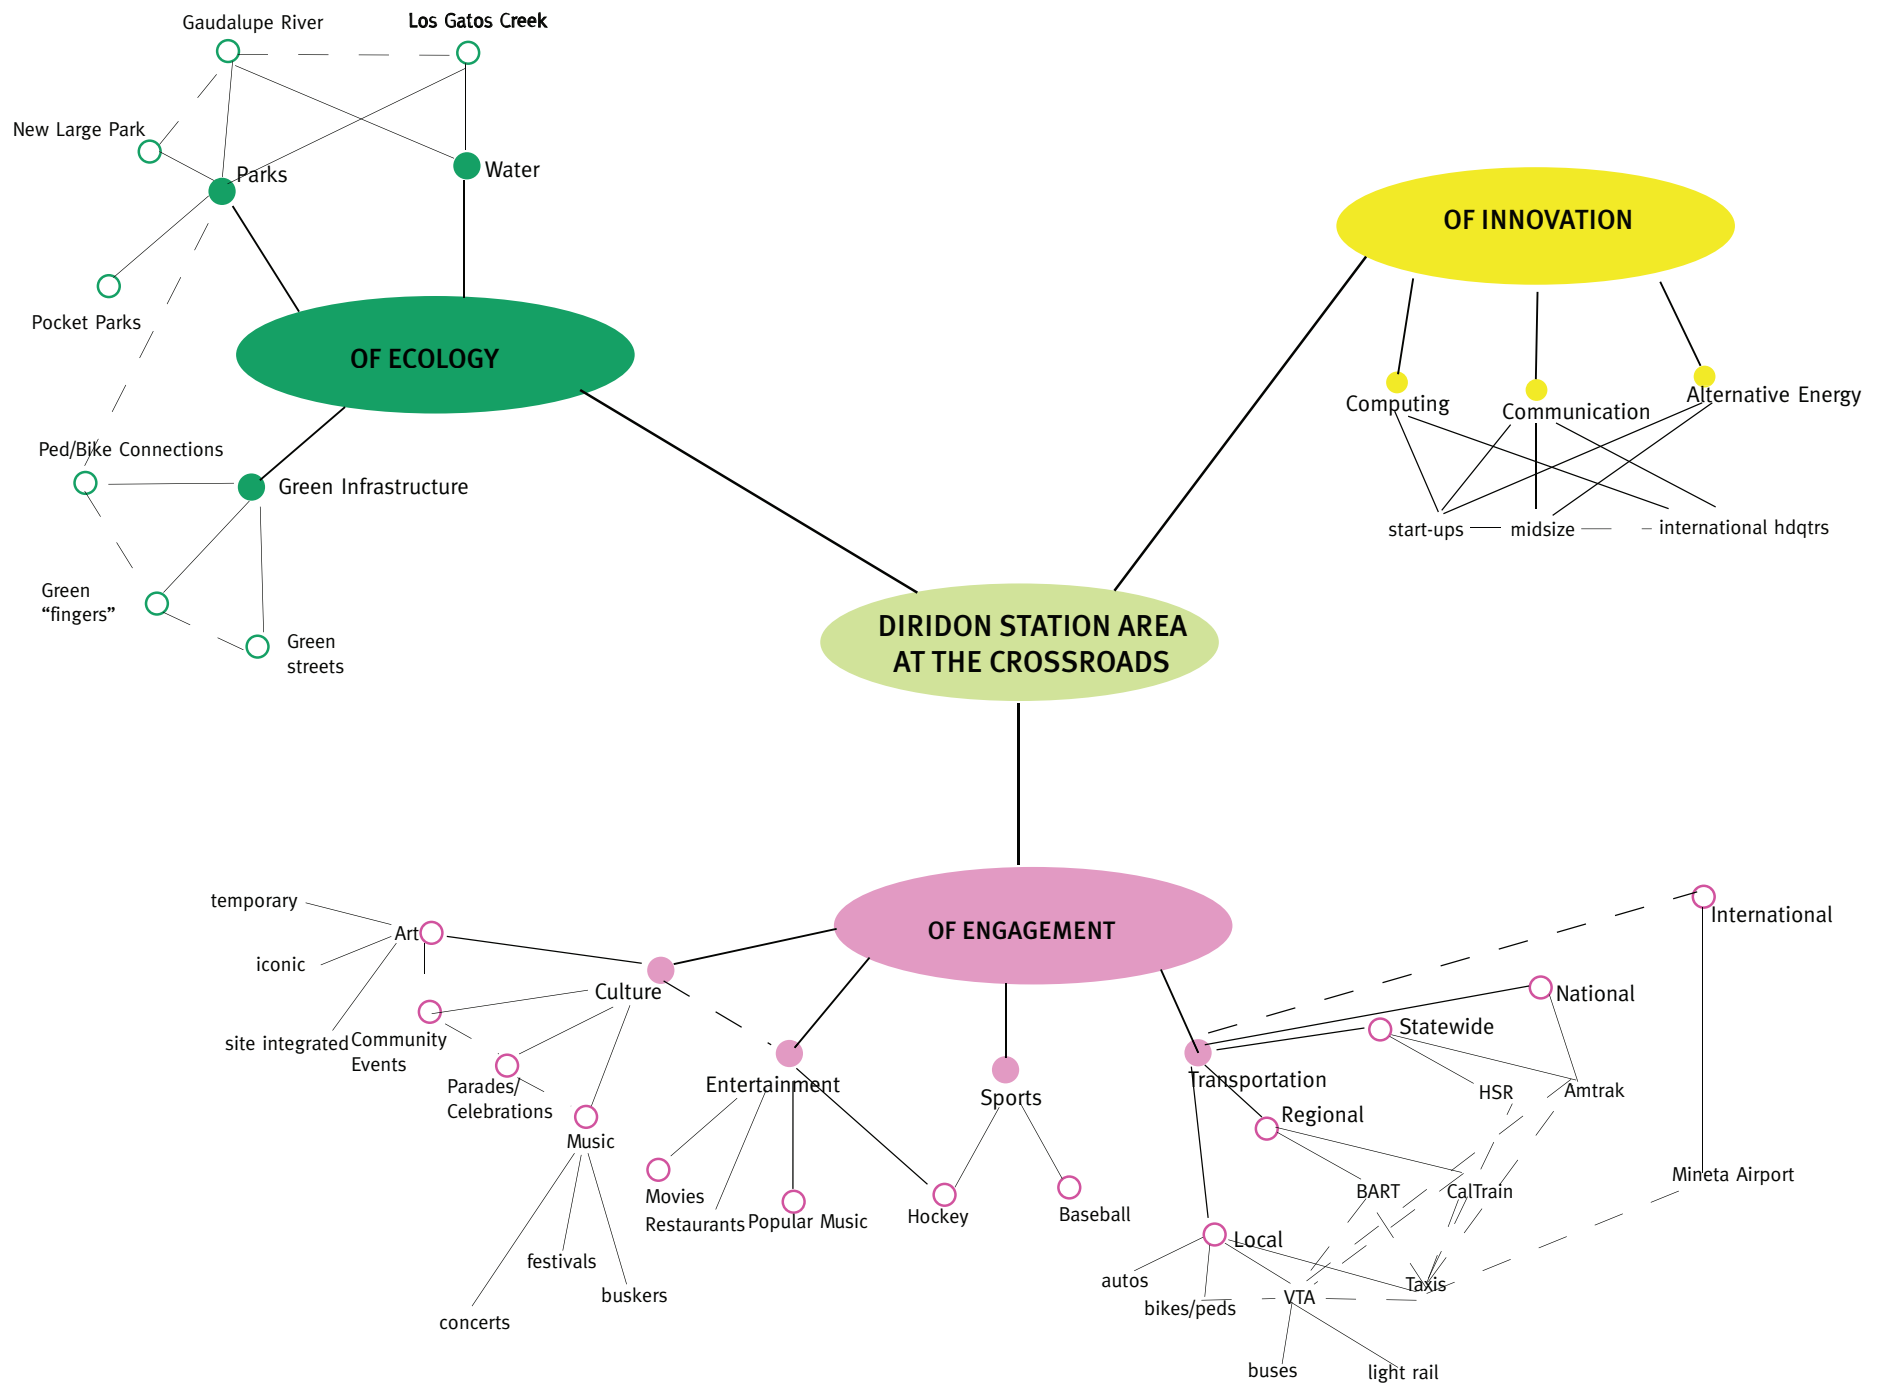 Gaudalupe River
Los Gatos Creek
New Large Park
Parks
Water
Pocket Parks
OF ECOLOGY
Ped/Bike Connections
Green Infrastructure
Green
“fingers”
Green
streets
OF INNOVATION
Computing
Communication
Alternative Energy
start-ups
midsize
international hdqtrs
DIRIDON STATION AREA
AT THE CROSSROADS
OF ENGAGEMENT
temporary
Art
iconic
site integrated
Community
Events
Culture
Parades/
Celebrations
Music
festivals
buskers
concerts
Entertainment
Movies
Restaurants
Popular Music
Sports
Hockey
Baseball
Transportation
International
National
Statewide
HSR
Amtrak
Regional
BART
CalTrain
Mineta Airport
Local
autos
bikes/peds
VTA
Taxis
buses
light rail